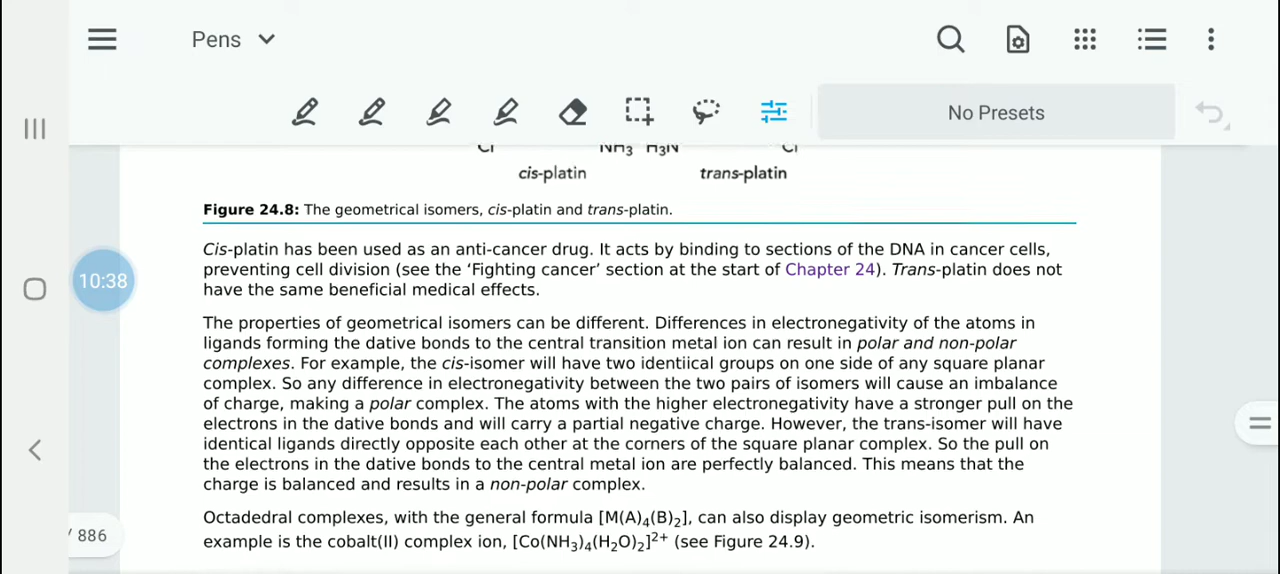 Pens
No Presets
Cl NH₃ H₃N Cl
cis-platin trans-platin
Figure 24.8: The geometrical isomers, cis-platin and trans-platin.
Cis-platin has been used as an anti-cancer drug. It acts by binding to sections of the DNA in cancer cells,
preventing cell division (see the ‘Fighting cancer’ section at the start of Chapter 24). Trans-platin does not
have the same beneficial medical effects.
10:38
The properties of geometrical isomers can be different. Differences in electronegativity of the atoms in
ligands forming the dative bonds to the central transition metal ion can result in polar and non-polar
complexes. For example, the cis-isomer will have two identiical groups on one side of any square planar
complex. So any difference in electronegativity between the two pairs of isomers will cause an imbalance
of charge, making a polar complex. The atoms with the higher electronegativity have a stronger pull on the
electrons in the dative bonds and will carry a partial negative charge. However, the trans-isomer will have
identical ligands directly opposite each other at the corners of the square planar complex. So the pull on
the electrons in the dative bonds to the central metal ion are perfectly balanced. This means that the
charge is balanced and results in a non-polar complex.
Octadedral complexes, with the general formula [M(A)₄(B)₂], can also display geometric isomerism. An
example is the cobalt(II) complex ion, [Co(NH₃)₄(H₂O)₂]²⁺ (see Figure 24.9).
/ 886